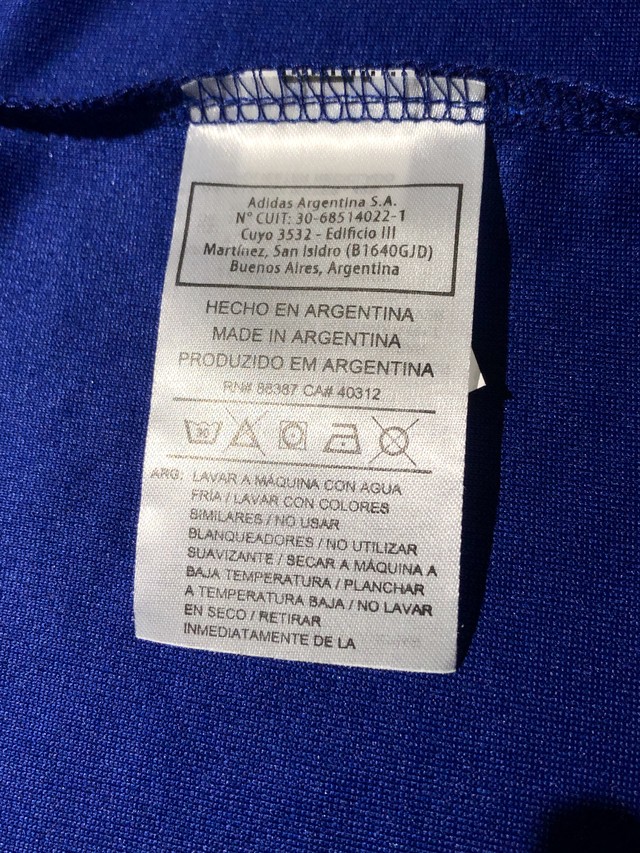 Adidas Argentina S.A.
N° CUIT: 30-68514022-1
Cuyo 3532 - Edificio III
Martínez, San Isidro (B1640GJD)
Buenos Aires, Argentina
HECHO EN ARGENTINA
MADE IN ARGENTINA
PRODUZIDO EM ARGENTINA
RN# 88387 CA# 40312
30
ARG: LAVAR A MÁQUINA CON AGUA
FRÍA / LAVAR CON COLORES
SIMILARES / NO USAR
BLANQUEADORES / NO UTILIZAR
SUAVIZANTE / SECAR A MÁQUINA A
BAJA TEMPERATURA / PLANCHAR
A TEMPERATURA BAJA / NO LAVAR
EN SECO / RETIRAR
INMEDIATAMENTE DE LA